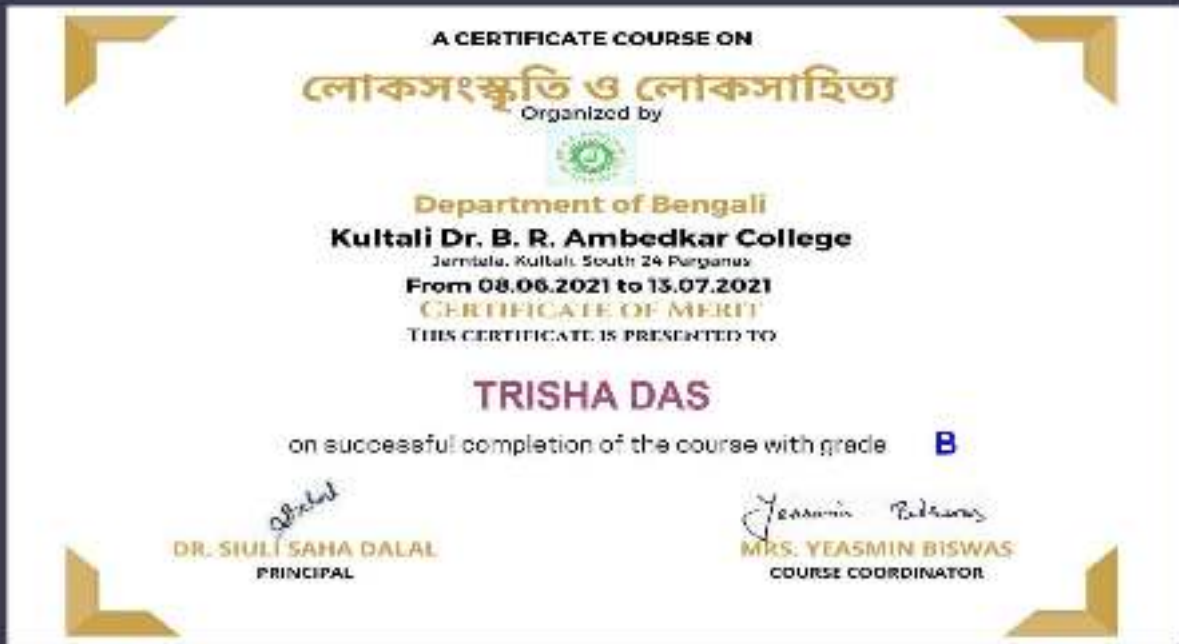 A CERTIFICATE COURSE ON
লোকসংস্কৃতি ও লোকসাহিত্য
Organized by
Department of Bengali
Kultali Dr. B. R. Ambedkar College
Jamtala, Kultali, South 24 Parganas
From 08.06.2021 to 13.07.2021
CERTIFICATE OF MERIT
THIS CERTIFICATE IS PRESENTED TO
TRISHA DAS
on successful completion of the course with grade B
Yeasmin Biswas
DR. SIULI SAHA DALAL
MRS. YEASMIN BISWAS
PRINCIPAL
COURSE COORDINATOR